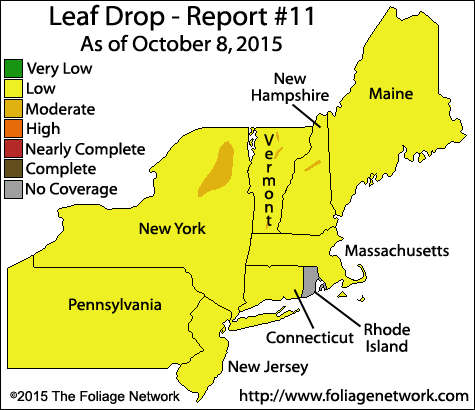 Leaf Drop - Report #11
As of October 8, 2015
Very Low
Low
Moderate
High
Nearly Complete
Complete
No Coverage
New
Hampshire
Maine
Vermont
New York
Massachusetts
Pennsylvania
Connecticut
Rhode
Island
New Jersey
©2015 The Foliage Network
http://www.foliagenetwork.com